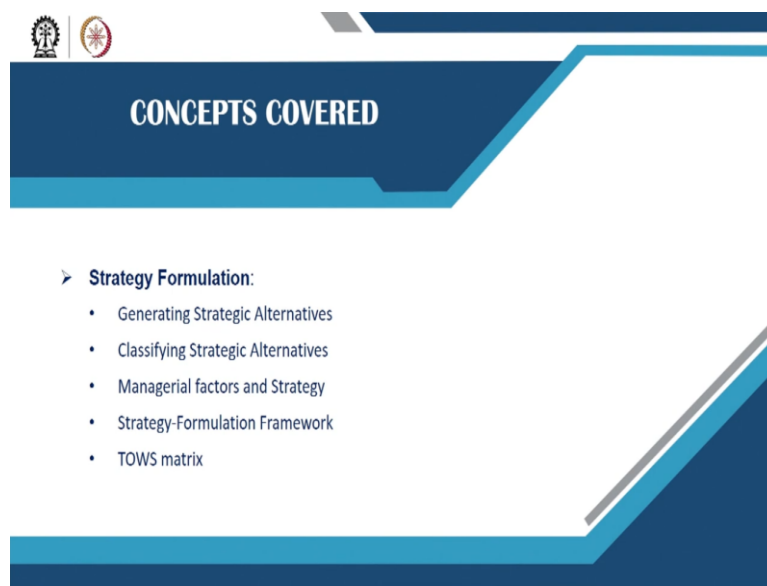 CONCEPTS COVERED
➢ Strategy Formulation:
• Generating Strategic Alternatives
• Classifying Strategic Alternatives
• Managerial factors and Strategy
• Strategy-Formulation Framework
• TOWS matrix